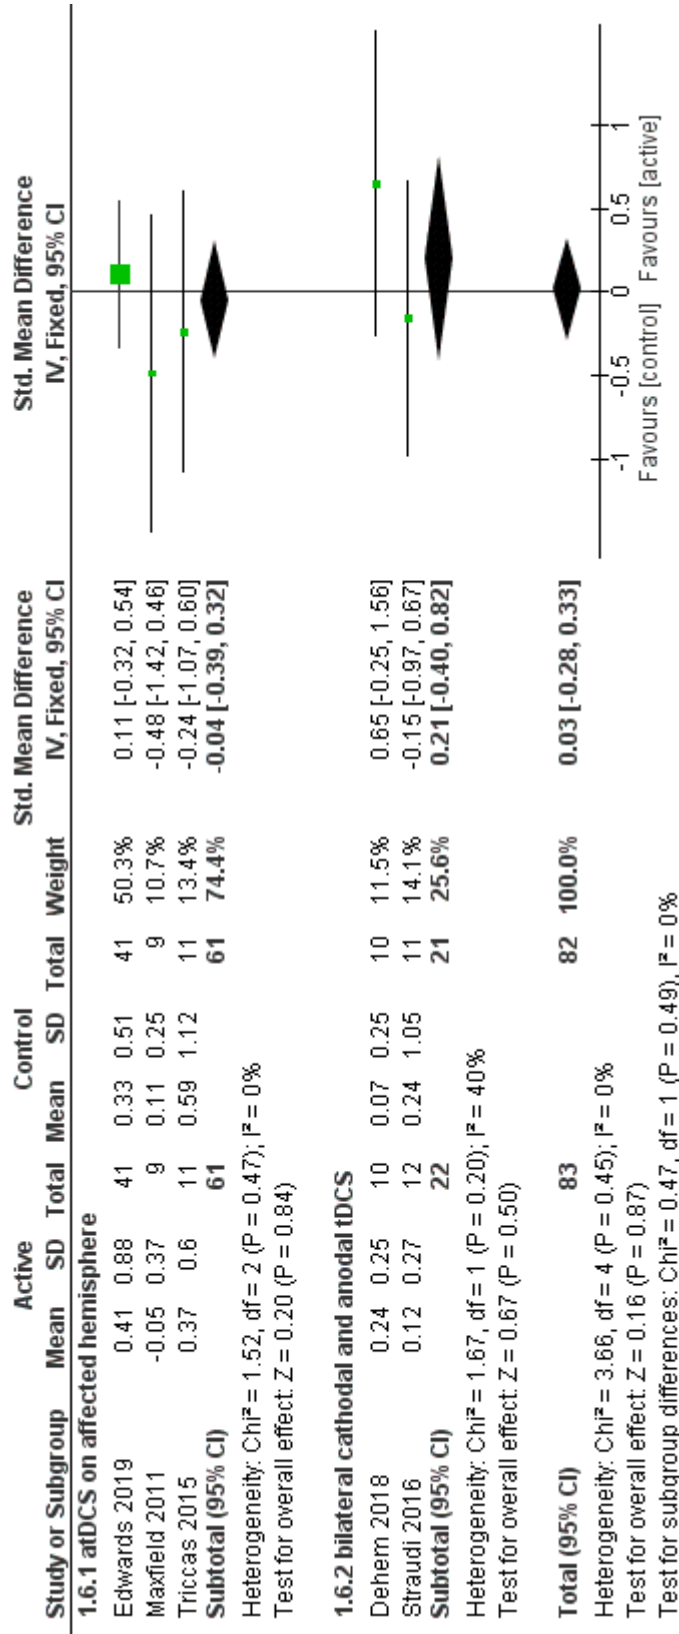 Active Control Std. Mean Difference Std. Mean Difference
Study or Subgroup Mean SD Total Mean SD Total Weight IV, Fixed, 95% CI IV, Fixed, 95% CI
1.6.1 atDCS on affected hemisphere
Edwards 2019 0.41 0.88 41 0.33 0.51 41 50.3% 0.11 [-0.32, 0.54]
Maxfield 2011 -0.05 0.37 9 0.11 0.25 9 10.7% -0.48 [-1.42, 0.46]
Triccas 2015 0.37 0.6 11 0.59 1.12 11 13.4% -0.24 [-1.07, 0.60]
Subtotal (95% CI) 61 61 74.4% -0.04 [-0.39, 0.32]
Heterogeneity: Chi² = 1.52, df = 2 (P = 0.47); I² = 0%
Test for overall effect: Z = 0.20 (P = 0.84)
1.6.2 bilateral cathodal and anodal tDCS
Dehem 2018 0.24 0.25 10 0.07 0.25 10 11.5% 0.65 [-0.25, 1.56]
Straudi 2016 0.12 0.27 12 0.24 1.05 11 14.1% -0.15 [-0.97, 0.67]
Subtotal (95% CI) 22 21 25.6% 0.21 [-0.40, 0.82]
Heterogeneity: Chi² = 1.67, df = 1 (P = 0.20); I² = 40%
Test for overall effect: Z = 0.67 (P = 0.50)
Total (95% CI) 83 82 100.0% 0.03 [-0.28, 0.33]
Heterogeneity: Chi² = 3.66, df = 4 (P = 0.45); I² = 0%
Test for overall effect: Z = 0.16 (P = 0.87)
Test for subgroup differences: Chi² = 0.47, df = 1 (P = 0.49), I² = 0%
-1 -0.5 0 0.5 1
Favours [control] Favours [active]